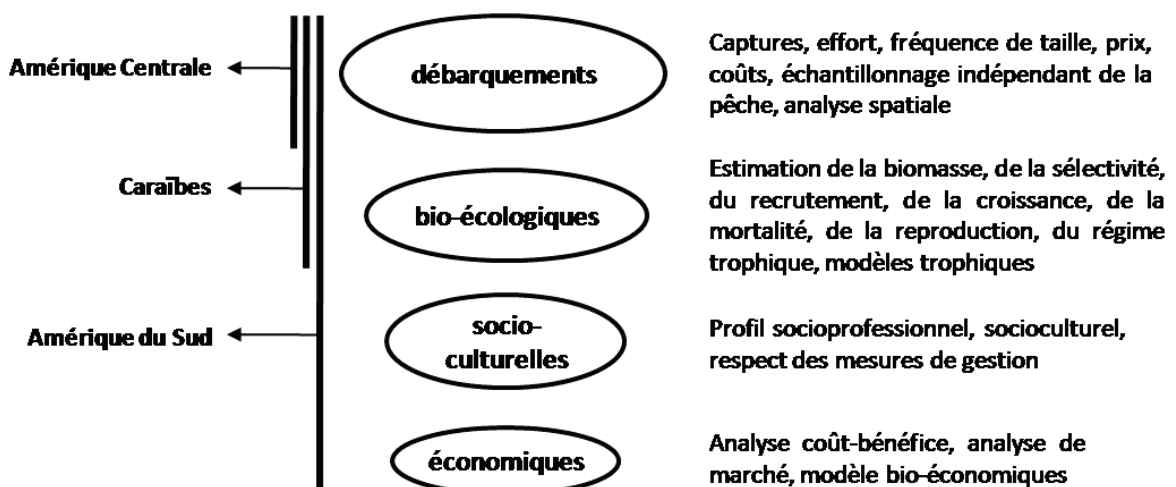 Amérique Centrale
débarquements
Captures, effort, fréquence de taille, prix,
coûts, échantillonnage indépendant de la
pêche, analyse spatiale
Caraïbes
bio-écologiques
Estimation de la biomasse, de la sélectivité,
du recrutement, de la croissance, de la
mortalité, de la reproduction, du régime
trophique, modèles trophiques
Amérique du Sud
socio-
culturelles
Profil socioprofessionnel, socioculturel,
respect des mesures de gestion
économiques
Analyse coût-bénéfice, analyse de
marché, modèle bio-économiques